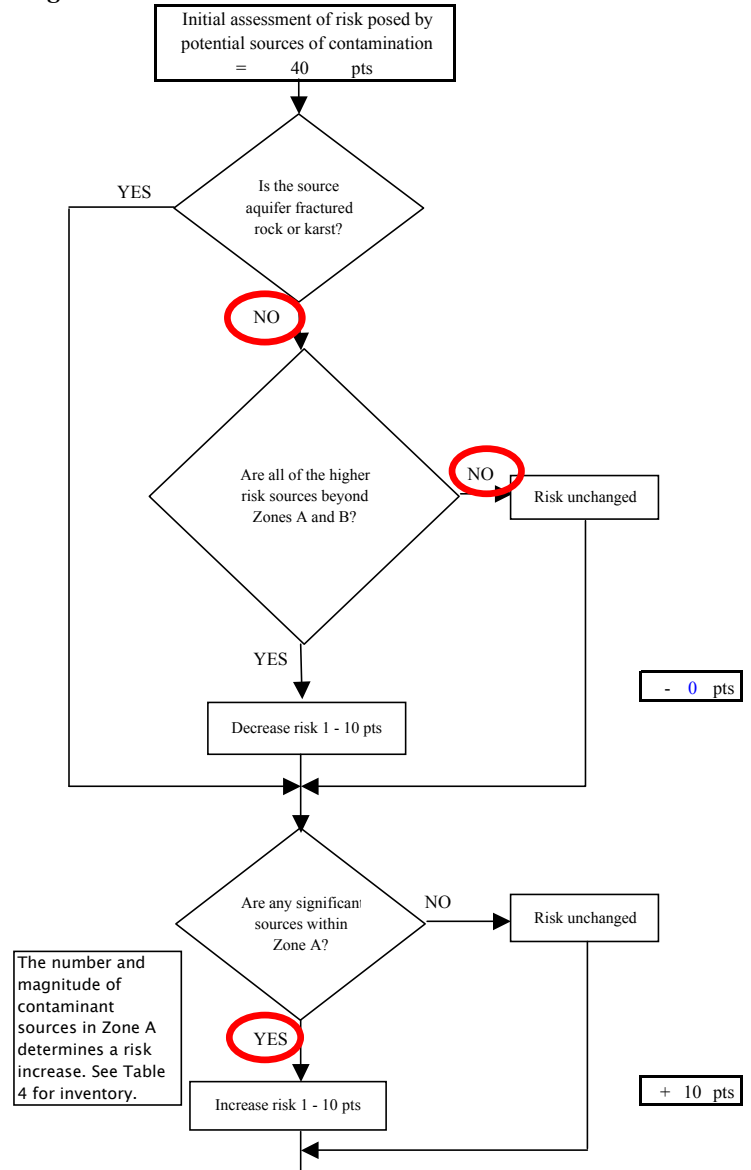 Initial assessment of risk posed by
potential sources of contamination
= 40 pts
YES
Is the source
aquifer fractured
rock or karst?
NO
Are all of the higher
risk sources beyond
Zones A and B?
NO
Risk unchanged
YES
- 0 pts
Decrease risk 1 - 10 pts
Are any significant
sources within
Zone A?
NO
Risk unchanged
The number and
magnitude of
contaminant
sources in Zone A
determines a risk
increase. See Table
4 for inventory.
YES
+ 10 pts
Increase risk 1 - 10 pts